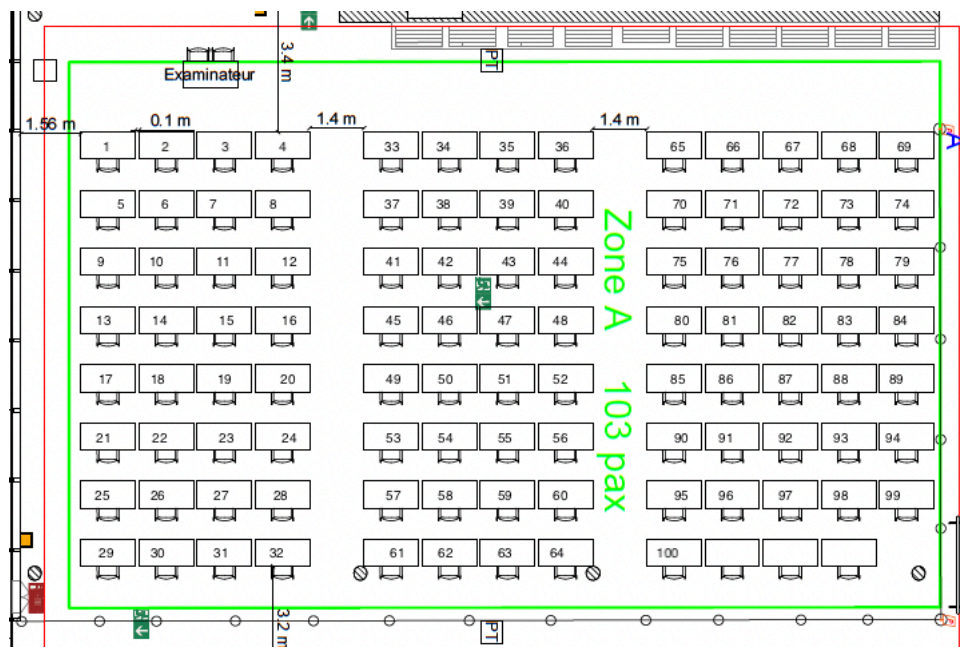 3.4 m
PT
Examinateur
1.56 m
0.1 m
1.4 m
1.4 m
A
1 2 3 4 33 34 35 36 65 66 67 68 69
5 6 7 8 37 38 39 40 70 71 72 73 74
9 10 11 12 41 42 43 44 75 76 77 78 79
13 14 15 16 45 46 47 48 80 81 82 83 84
17 18 19 20 49 50 51 52 85 86 87 88 89
21 22 23 24 53 54 55 56 90 91 92 93 94
25 26 27 28 57 58 59 60 95 96 97 98 99
29 30 31 32 61 62 63 64 100
Zone A 103 pax
3.2 m
PT